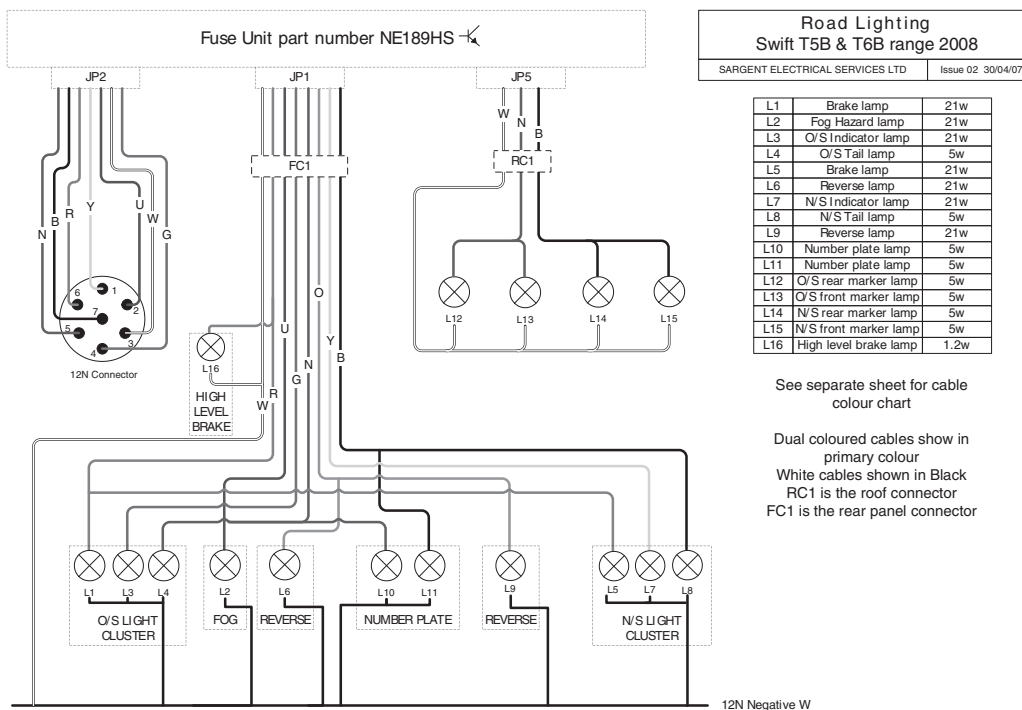 Fuse Unit part number NE189HS
Road Lighting
Swift T5B & T6B range 2008
SARGENT ELECTRICAL SERVICES LTD Issue 02 30/04/07
JP2 JP1 JP5
W N B
FC1 RC1
L1 Brake lamp 21w
L2 Fog Hazard lamp 21w
L3 O/S Indicator lamp 21w
L4 O/S Tail lamp 5w
L5 Brake lamp 21w
L6 Reverse lamp 21w
L7 N/S Indicator lamp 21w
L8 N/S Tail lamp 5w
L9 Reverse lamp 21w
L10 Number plate lamp 5w
L11 Number plate lamp 5w
L12 O/S rear marker lamp 5w
L13 O/S front marker lamp 5w
L14 N/S rear marker lamp 5w
L15 N/S front marker lamp 5w
L16 High level brake lamp 1.2w
N B R Y U W G
6 1 2 7 5 3 4
12N Connector
L12 L13 L14 L15
O
U Y B
N
G
R
W
L16
HIGH
LEVEL
BRAKE
See separate sheet for cable
colour chart
Dual coloured cables show in
primary colour
White cables shown in Black
RC1 is the roof connector
FC1 is the rear panel connector
L1 L3 L4
O/S LIGHT
CLUSTER
L2
FOG
L6
REVERSE
L10 L11
NUMBER PLATE
L9
REVERSE
L5 L7 L8
N/S LIGHT
CLUSTER
12N Negative W